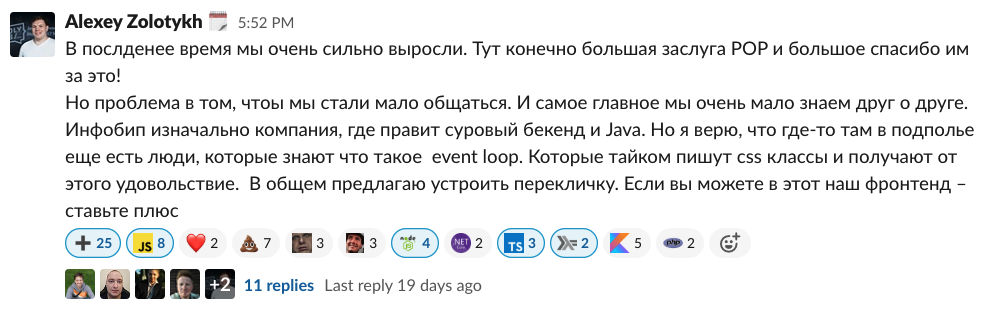 Alexey Zolotykh 5:52 PM
В послденее время мы очень сильно выросли. Тут конечно большая заслуга POP и большое спасибо им
за это!
Но проблема в том, чтоы мы стали мало общаться. И самое главное мы очень мало знаем друг о друге.
Инфобип изначально компания, где правит суровый бекенд и Java. Но я верю, что где-то там в подполье
еще есть люди, которые знают что такое  event loop. Которые тайком пишут css классы и получают от
этого удовольствие.  В общем предлагаю устроить перекличку. Если вы можете в этот наш фронтенд –
ставьте плюс
25 JS 8 2 7 3 3 node 4 NET 2 TS 3 2 5 php 2
+2 11 replies Last reply 19 days ago